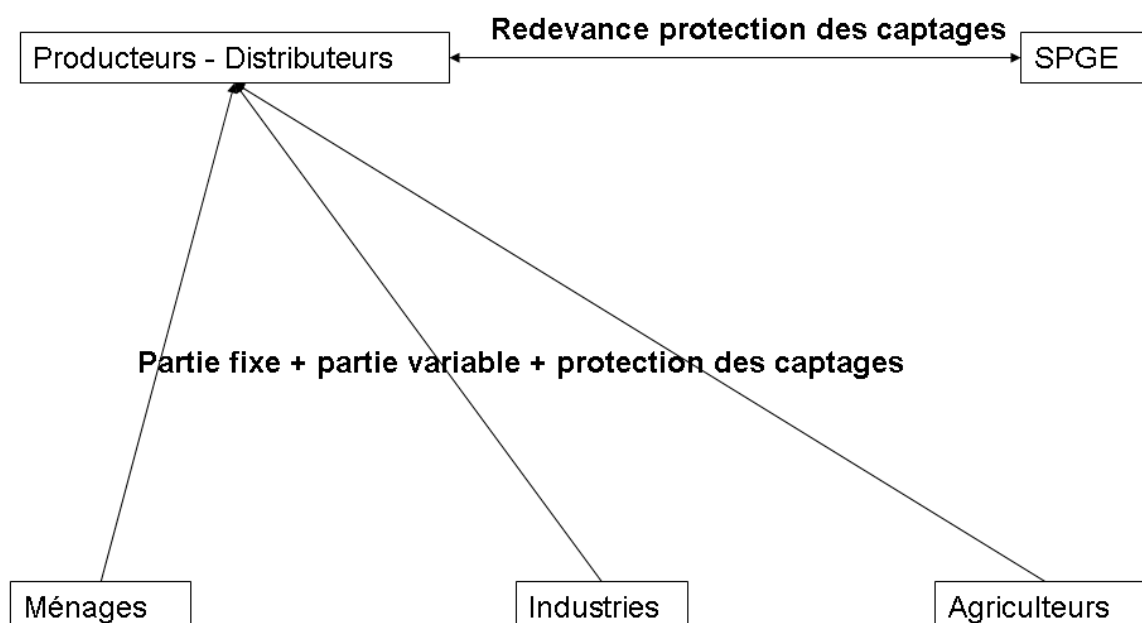 Redevance protection des captages
Producteurs - Distributeurs
SPGE
Partie fixe + partie variable + protection des captages
Ménages
Industries
Agriculteurs